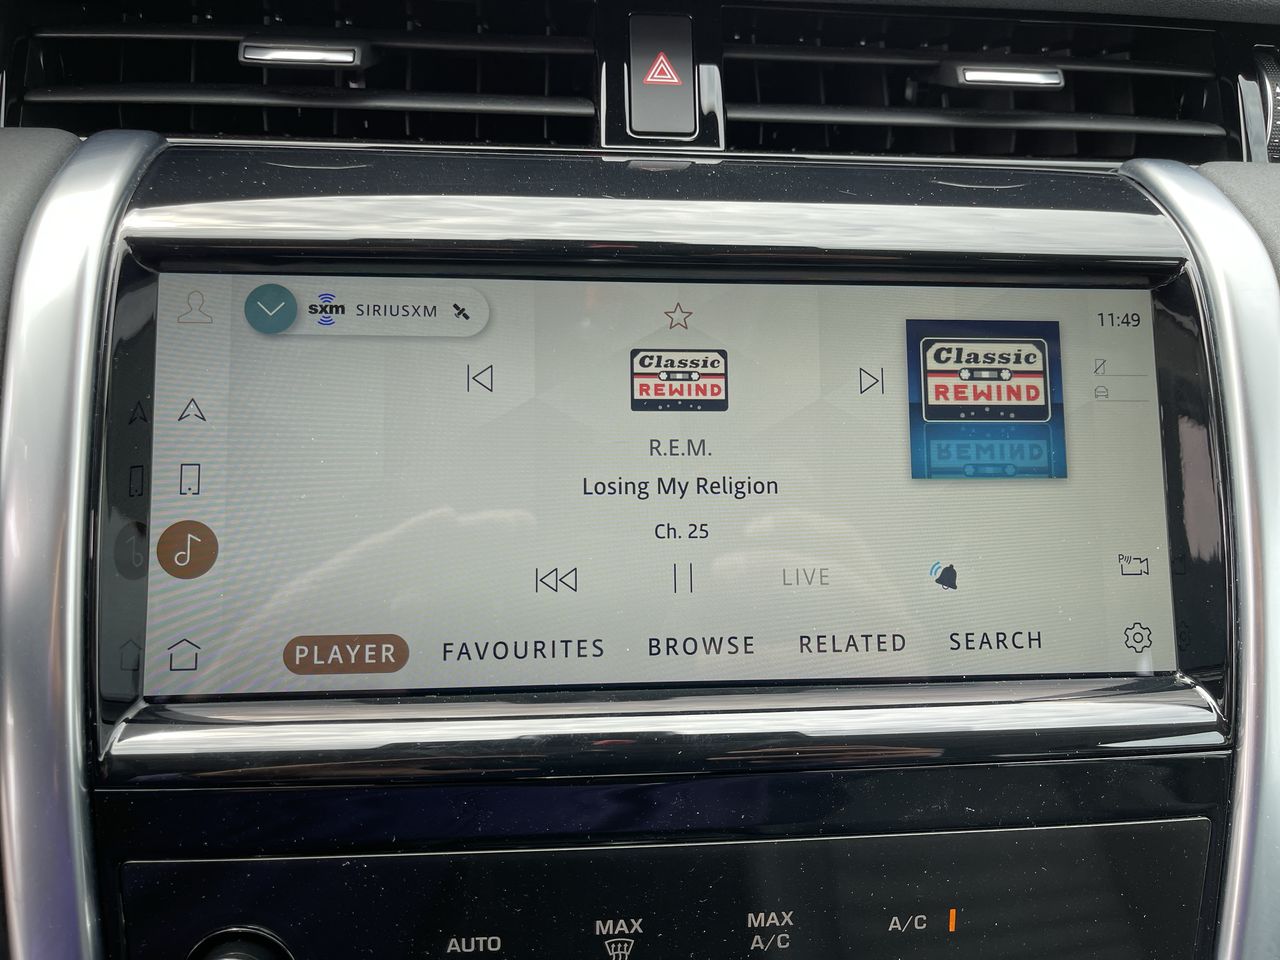 sxm SIRIUSXM
11:49
Classic
REWIND
Classic
REWIND
REWIND
R.E.M.
Losing My Religion
Ch. 25
LIVE
P
PLAYER FAVOURITES BROWSE RELATED SEARCH
AUTO
MAX
MAX
A/C
A/C